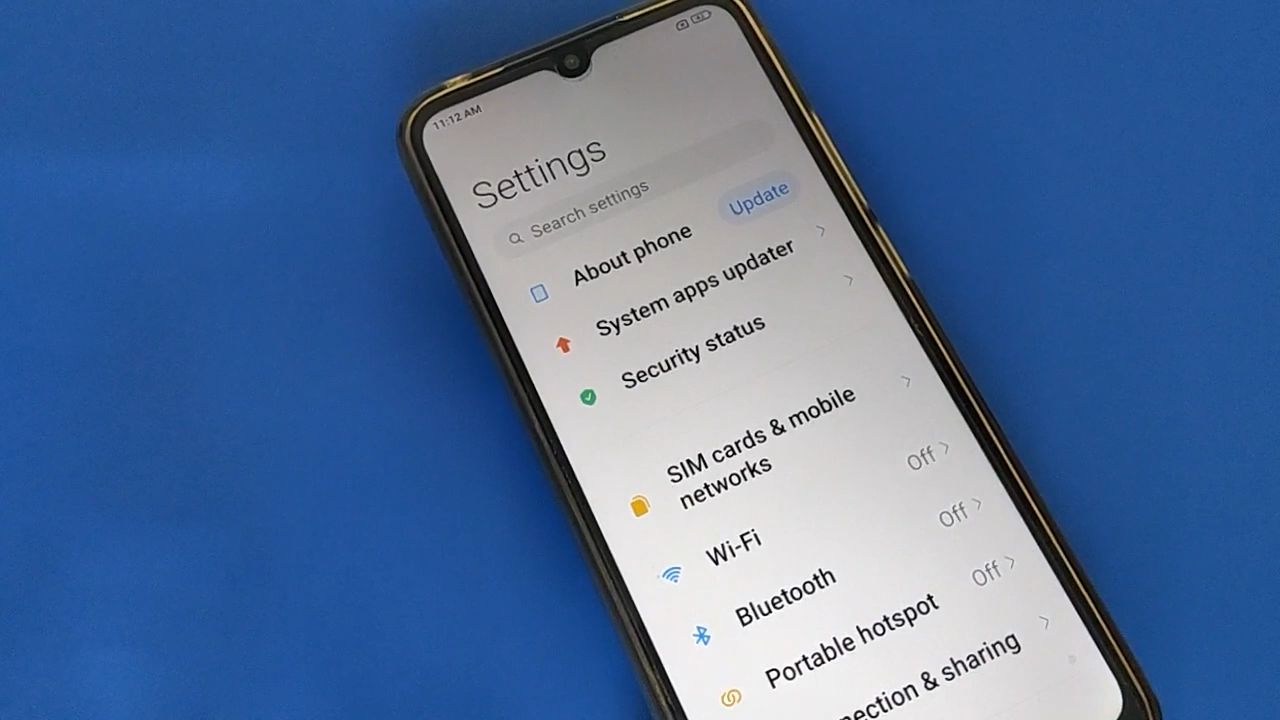 11:12 AM
Settings
Search settings
About phone
Update
System apps updater
Security status
SIM cards & mobile
networks
Wi-Fi
Off
Bluetooth
Off
Portable hotspot
Off
& sharing